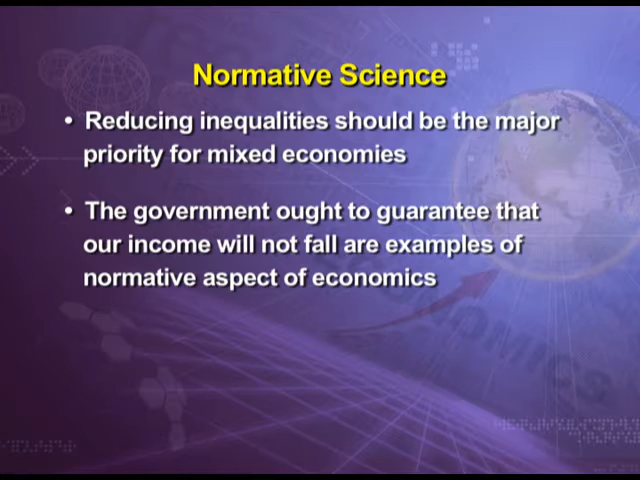 Normative Science
• Reducing inequalities should be the major
priority for mixed economies
• The government ought to guarantee that
our income will not fall are examples of
normative aspect of economics